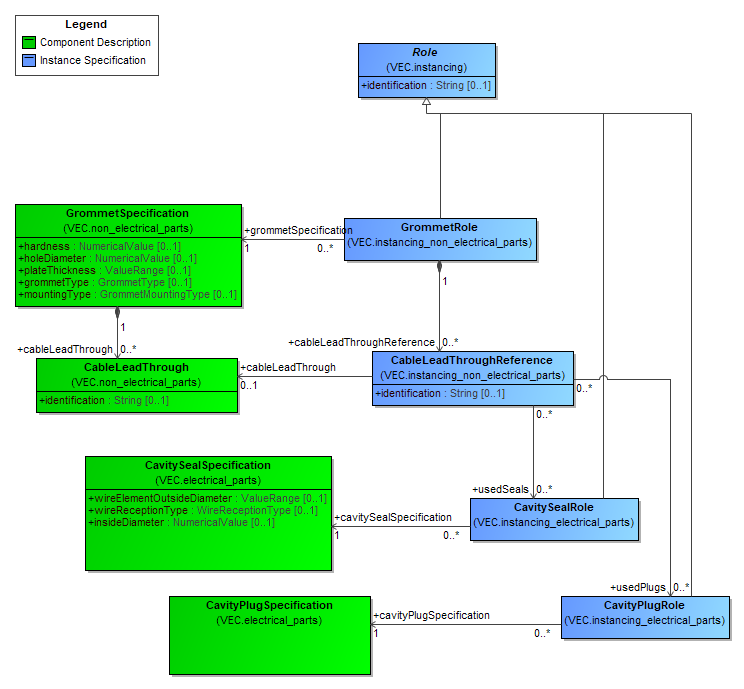 Legend
Component Description
Instance Specification
Role
(VEC.instancing)
+identification : String [0..1]
GrommetSpecification
(VEC.non_electrical_parts)
+hardness : NumericalValue [0..1]
+holeDiameter : NumericalValue [0..1]
+plateThickness : ValueRange [0..1]
+grommetType : GrommetType [0..1]
+mountingType : GrommetMountingType [0..1]
+grommetSpecification
1
0..*
GrommetRole
(VEC.instancing_non_electrical_parts)
1
1
+cableLeadThrough
0..*
+cableLeadThroughReference
0..*
CableLeadThrough
(VEC.non_electrical_parts)
+identification : String [0..1]
+cableLeadThrough
0..1
CableLeadThroughReference
(VEC.instancing_non_electrical_parts)
+identification : String [0..1]
0..*
0..*
CavitySealSpecification
(VEC.electrical_parts)
+wireElementOutsideDiameter : ValueRange [0..1]
+wireReceptionType : WireReceptionType [0..1]
+insideDiameter : NumericalValue [0..1]
+usedSeals
0..*
+cavitySealSpecification
1
0..*
CavitySealRole
(VEC.instancing_electrical_parts)
+usedPlugs
0..*
CavityPlugSpecification
(VEC.electrical_parts)
+cavityPlugSpecification
1
0..*
CavityPlugRole
(VEC.instancing_electrical_parts)